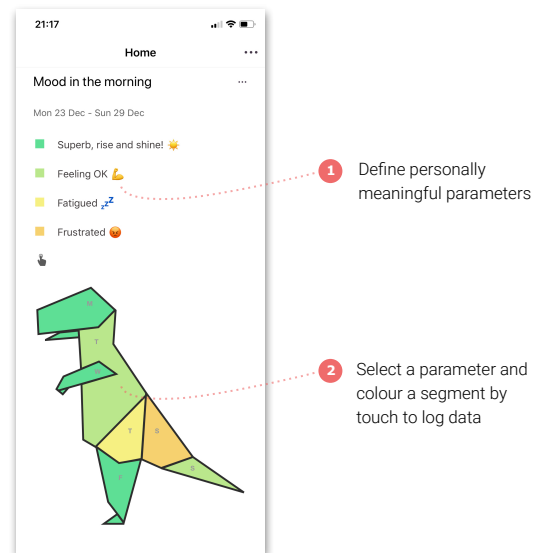 21:17
Home
Mood in the morning
Mon 23 Dec - Sun 29 Dec
Superb, rise and shine! ☀️
Feeling OK 💪
Fatigued 💤
Frustrated 😡
1
Define personally
meaningful parameters
M
T
W
T
S
F
S
2
Select a parameter and
colour a segment by
touch to log data